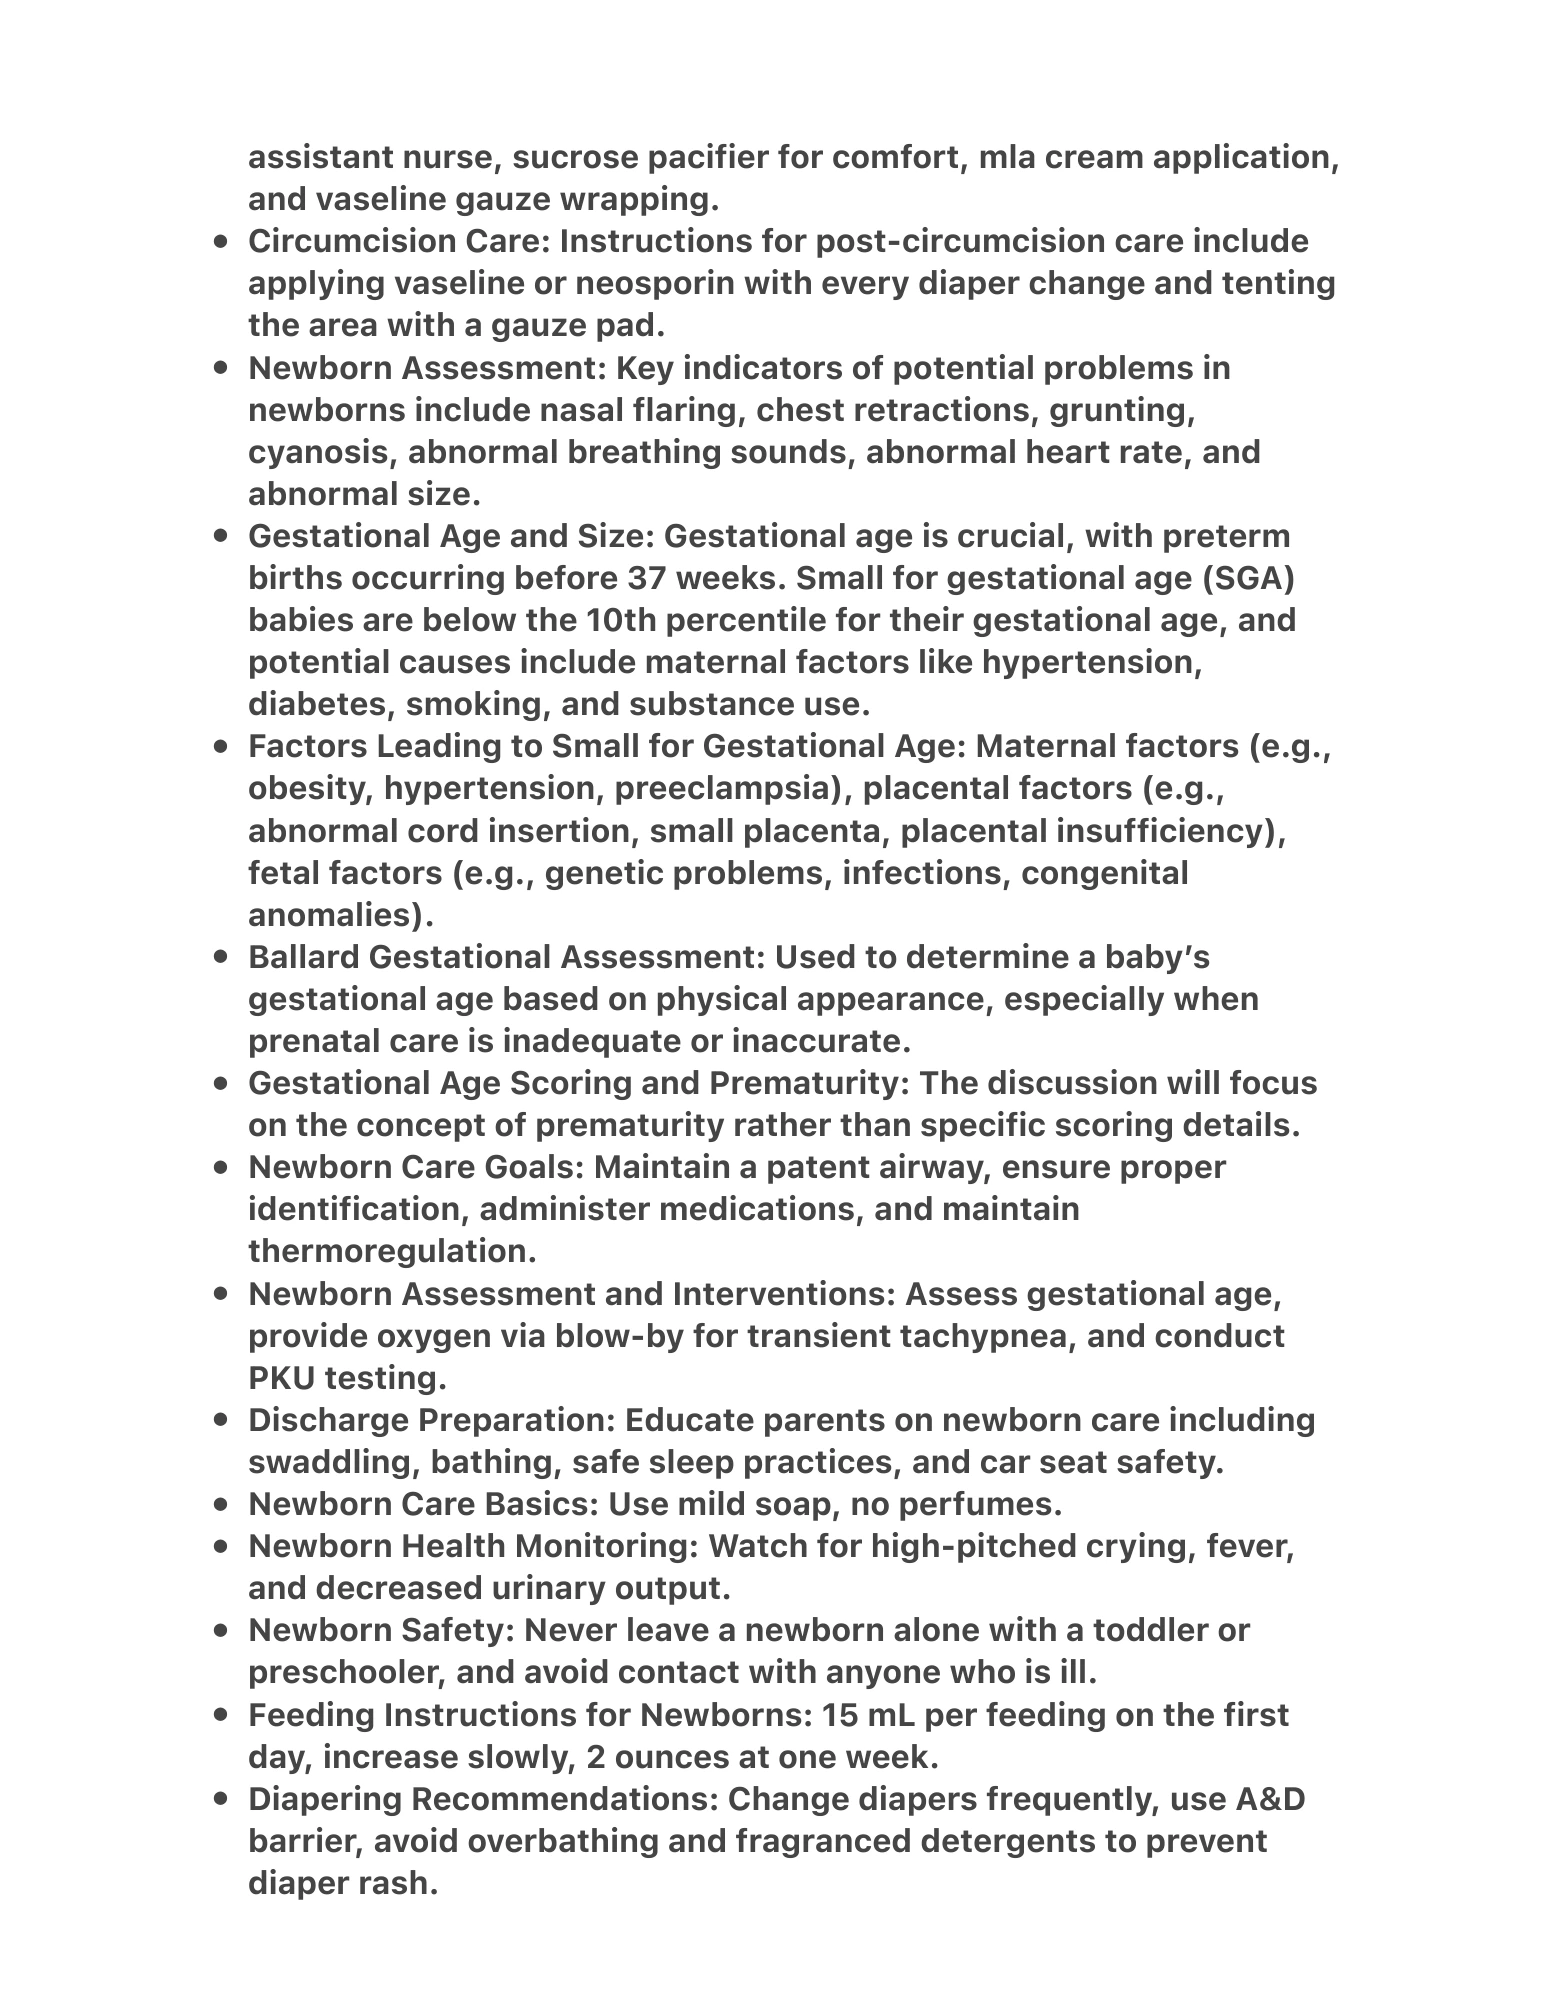 assistant nurse, sucrose pacifier for comfort, mla cream application,
and vaseline gauze wrapping.
• Circumcision Care: Instructions for post-circumcision care include
applying vaseline or neosporin with every diaper change and tenting
the area with a gauze pad.
• Newborn Assessment: Key indicators of potential problems in
newborns include nasal flaring, chest retractions, grunting,
cyanosis, abnormal breathing sounds, abnormal heart rate, and
abnormal size.
• Gestational Age and Size: Gestational age is crucial, with preterm
births occurring before 37 weeks. Small for gestational age (SGA)
babies are below the 10th percentile for their gestational age, and
potential causes include maternal factors like hypertension,
diabetes, smoking, and substance use.
• Factors Leading to Small for Gestational Age: Maternal factors (e.g.,
obesity, hypertension, preeclampsia), placental factors (e.g.,
abnormal cord insertion, small placenta, placental insufficiency),
fetal factors (e.g., genetic problems, infections, congenital
anomalies).
• Ballard Gestational Assessment: Used to determine a baby’s
gestational age based on physical appearance, especially when
prenatal care is inadequate or inaccurate.
• Gestational Age Scoring and Prematurity: The discussion will focus
on the concept of prematurity rather than specific scoring details.
• Newborn Care Goals: Maintain a patent airway, ensure proper
identification, administer medications, and maintain
thermoregulation.
• Newborn Assessment and Interventions: Assess gestational age,
provide oxygen via blow-by for transient tachypnea, and conduct
PKU testing.
• Discharge Preparation: Educate parents on newborn care including
swaddling, bathing, safe sleep practices, and car seat safety.
• Newborn Care Basics: Use mild soap, no perfumes.
• Newborn Health Monitoring: Watch for high-pitched crying, fever,
and decreased urinary output.
• Newborn Safety: Never leave a newborn alone with a toddler or
preschooler, and avoid contact with anyone who is ill.
• Feeding Instructions for Newborns: 15 mL per feeding on the first
day, increase slowly, 2 ounces at one week.
• Diapering Recommendations: Change diapers frequently, use A&D
barrier, avoid overbathing and fragranced detergents to prevent
diaper rash.